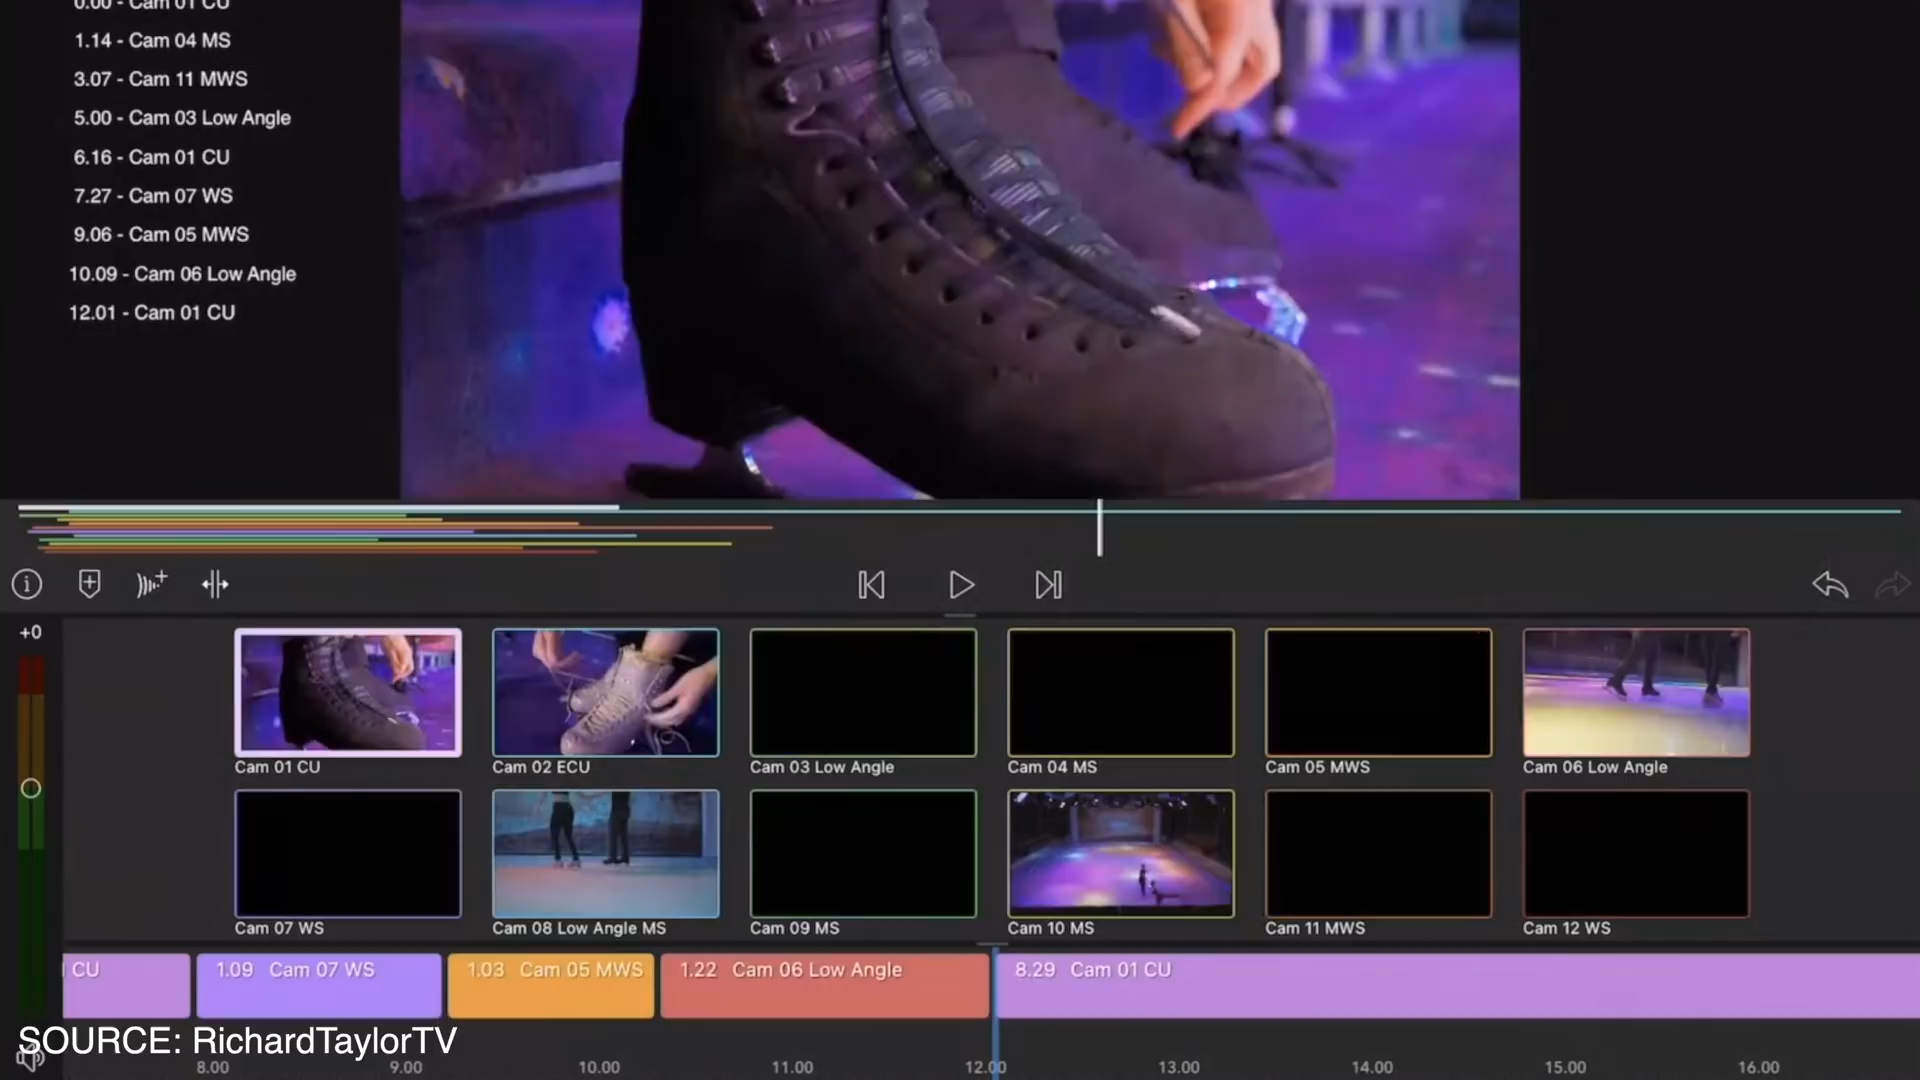 0.00 - Cam 01 CU
1.14 - Cam 04 MS
3.07 - Cam 11 MWS
5.00 - Cam 03 Low Angle
6.16 - Cam 01 CU
7.27 - Cam 07 WS
9.06 - Cam 05 MWS
10.09 - Cam 06 Low Angle
12.01 - Cam 01 CU
+0
Cam 01 CU
Cam 02 ECU
Cam 03 Low Angle
Cam 04 MS
Cam 05 MWS
Cam 06 Low Angle
Cam 07 WS
Cam 08 Low Angle MS
Cam 09 MS
Cam 10 MS
Cam 11 MWS
Cam 12 WS
CU
1.09 Cam 07 WS
1.03 Cam 05 MWS
1.22 Cam 06 Low Angle
8.29 Cam 01 CU
SOURCE: RichardTaylorTV
8.00 9.00 10.00 11.00 12.00 13.00 14.00 15.00 16.00